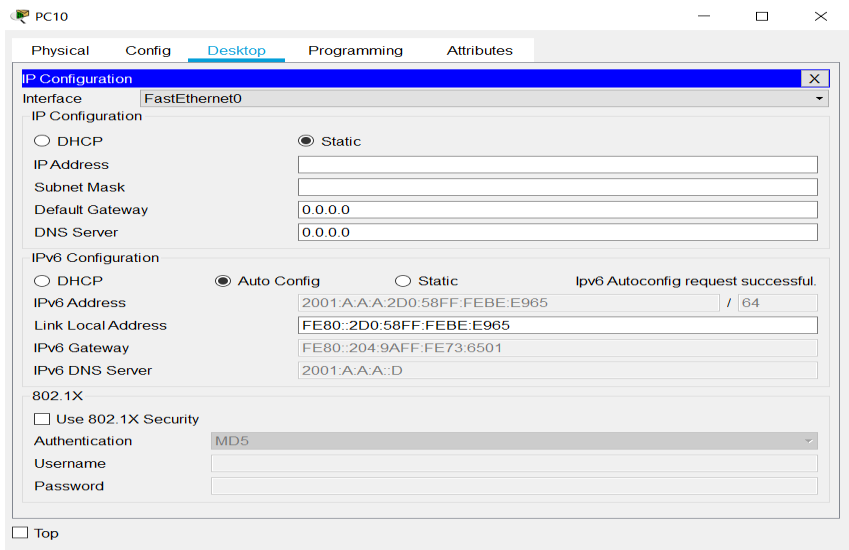 PC10
Physical Config Desktop Programming Attributes
IP Configuration X
Interface FastEthernet0
IP Configuration
DHCP Static
IP Address
Subnet Mask
Default Gateway 0.0.0.0
DNS Server 0.0.0.0
IPv6 Configuration
DHCP Auto Config Static Ipv6 Autoconfig request successful.
IPv6 Address 2001:A:A:A:2D0:58FF:FEBE:E965 / 64
Link Local Address FE80::2D0:58FF:FEBE:E965
IPv6 Gateway FE80::204:9AFF:FE73:6501
IPv6 DNS Server 2001:A:A:A::D
802.1X
Use 802.1X Security
Authentication MD5
Username
Password
Top